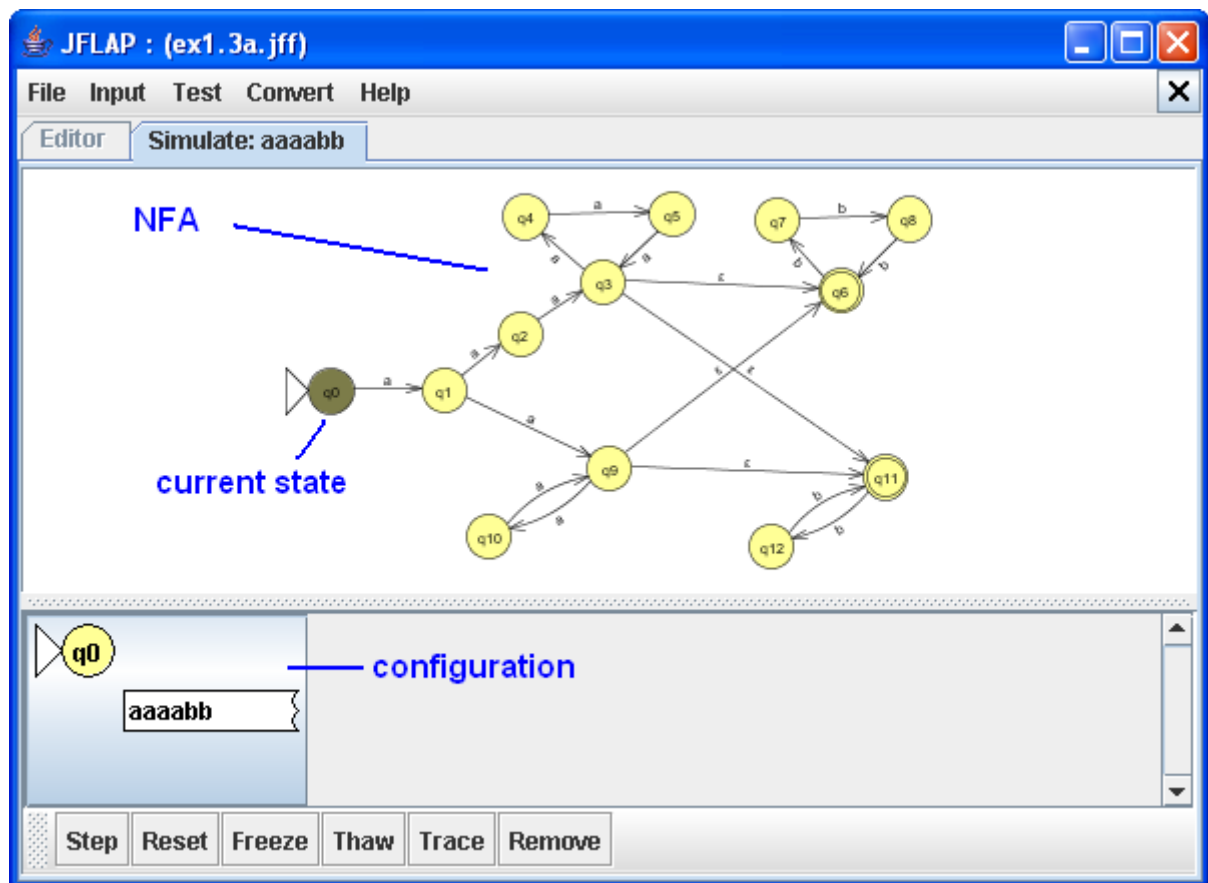 JFLAP : (ex1.3a.jff)
File Input Test Convert Help
Editor Simulate: aaaabb
NFA
q4 a q5
q7 b q8
a a
b b
q3 ε q6
a
q2
a
ε ε
q0 a q1
a
current state
q9 ε q11
a a
b b
q10
q12
q0
configuration
aaaabb
Step Reset Freeze Thaw Trace Remove